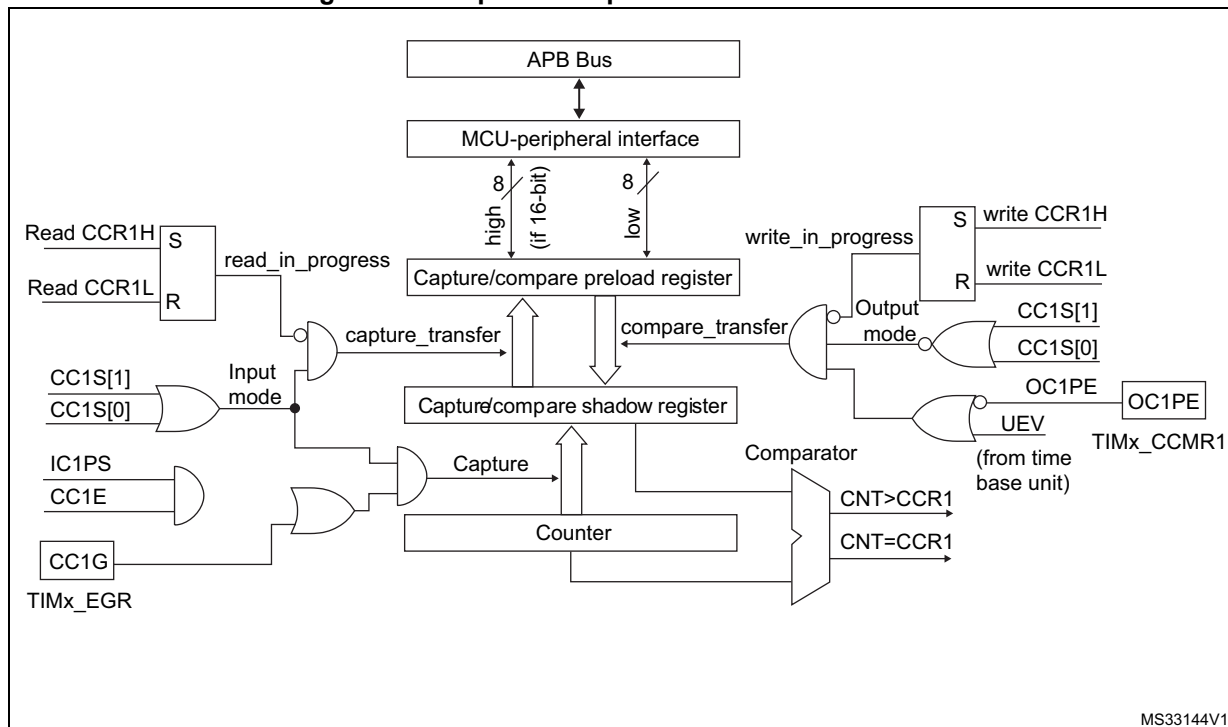 APB Bus
MCU-peripheral interface
8
high
(if 16-bit)
8
low
Read CCR1H
Read CCR1L
S
R
read_in_progress
write_in_progress
S
R
write CCR1H
write CCR1L
Capture/compare preload register
capture_transfer
compare_transfer
Output
mode
CC1S[1]
CC1S[0]
CC1S[1]
CC1S[0]
Input
mode
Capture/compare shadow register
OC1PE
OC1PE
UEV
TIMx_CCMR1
(from time
base unit)
IC1PS
CC1E
Capture
Comparator
CNT>CCR1
CNT=CCR1
Counter
CC1G
TIMx_EGR
MS33144V1